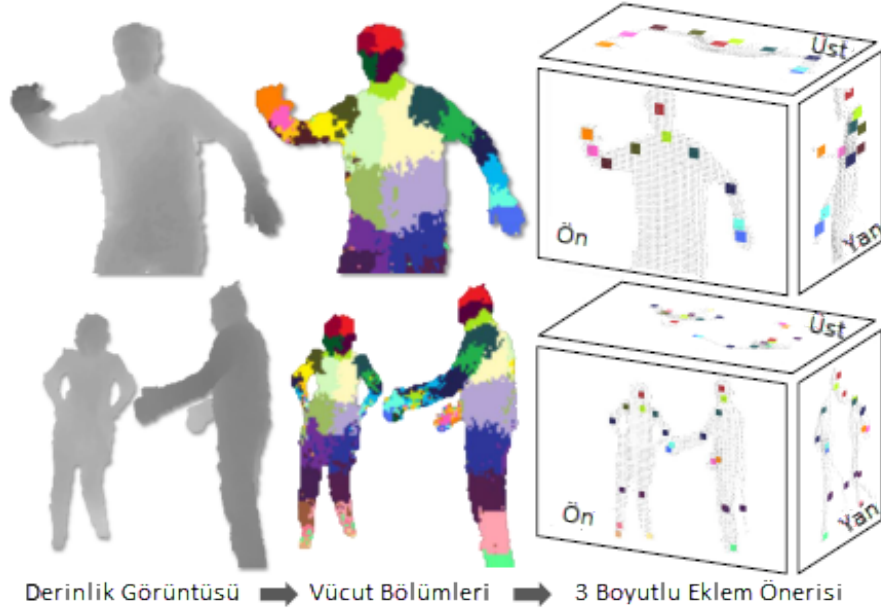 Üst
Ön
Yan
Üst
Ön
Yan
Derinlik Görüntüsü
Vücut Bölümleri
3 Boyutlu Eklem Önerisi